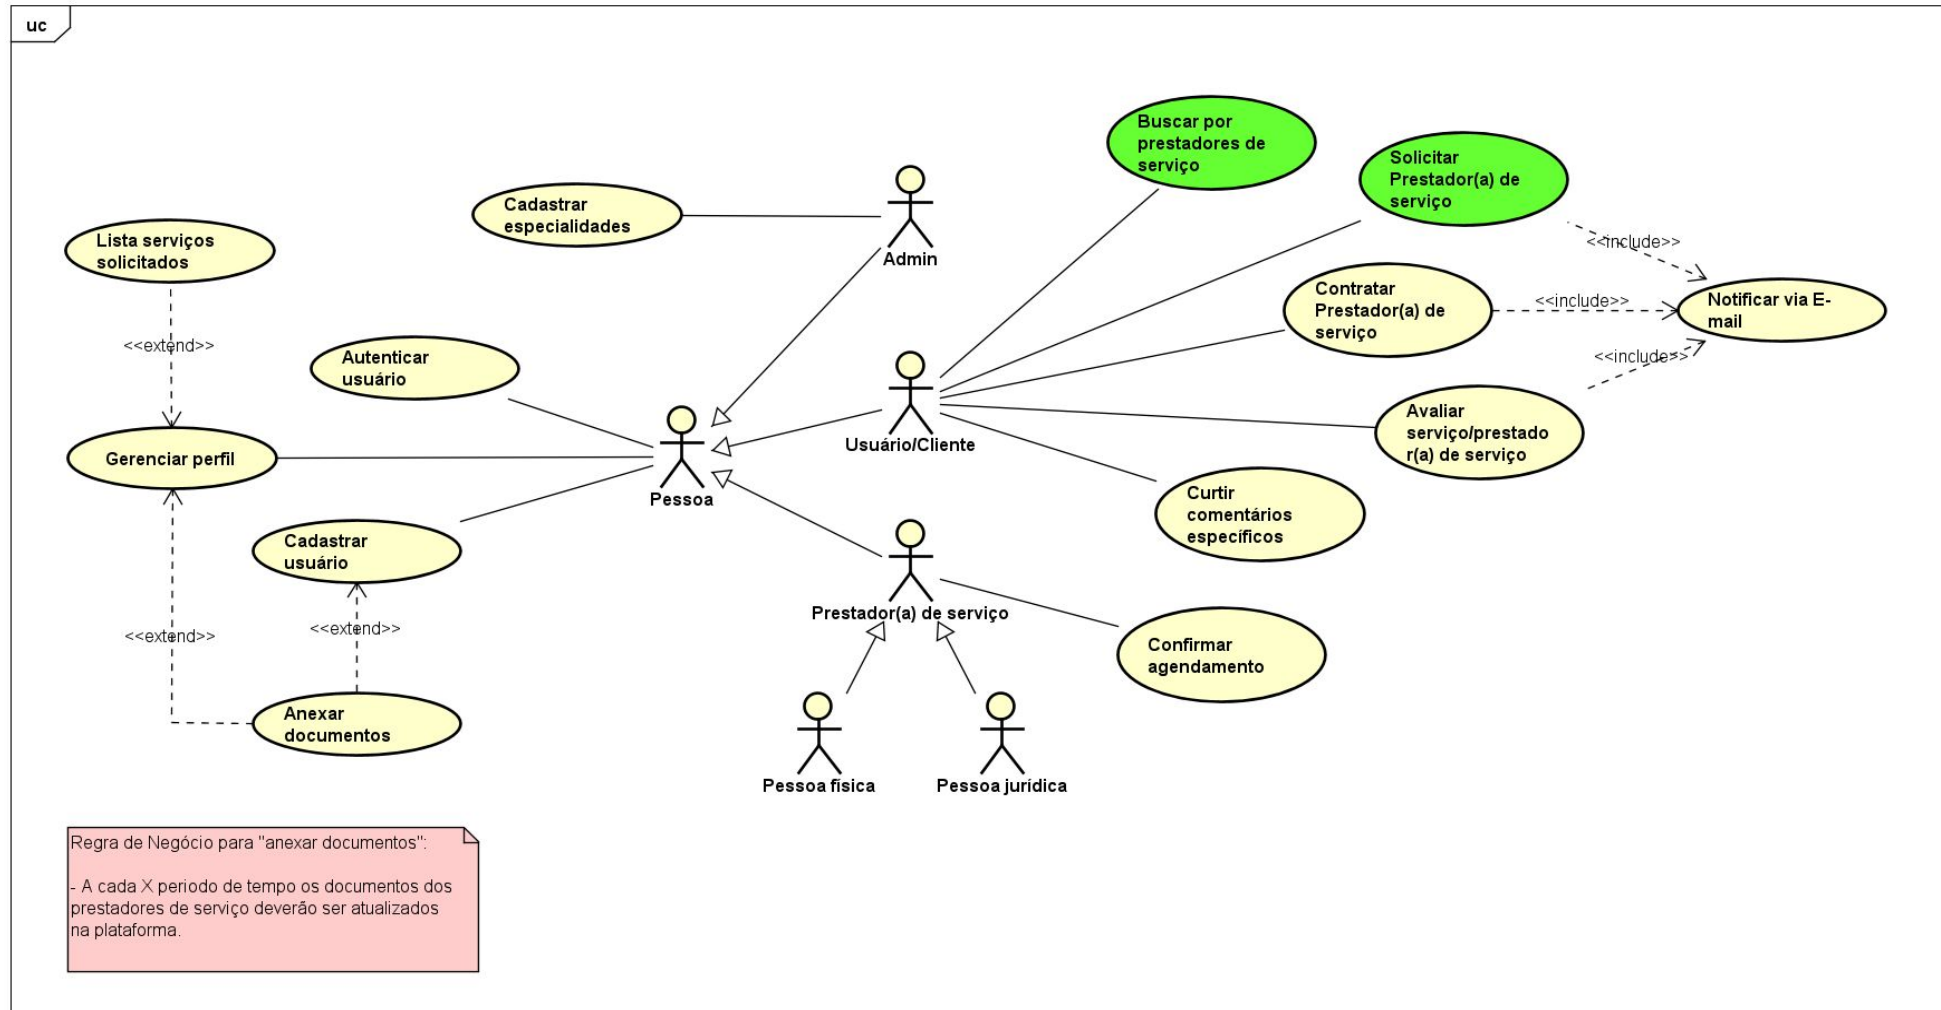 uc
Buscar por
prestadores de
serviço
Solicitar
Prestador(a) de
serviço
Cadastrar
especialidades
Admin
Lista serviços
solicitados
<<include>>
Contratar
Prestador(a) de
serviço
<<include>>
Notificar via E-
mail
<<extend>>
Autenticar
usuário
<<include>>
Usuário/Cliente
Avaliar
serviço/prestado
r(a) de serviço
Gerenciar perfil
Pessoa
Curtir
comentários
específicos
Cadastrar
usuário
Prestador(a) de serviço
<<extend>>
<<extend>>
Confirmar
agendamento
Anexar
documentos
Pessoa física
Pessoa jurídica
Regra de Negócio para "anexar documentos":
- A cada X periodo de tempo os documentos dos
prestadores de serviço deverão ser atualizados
na plataforma.